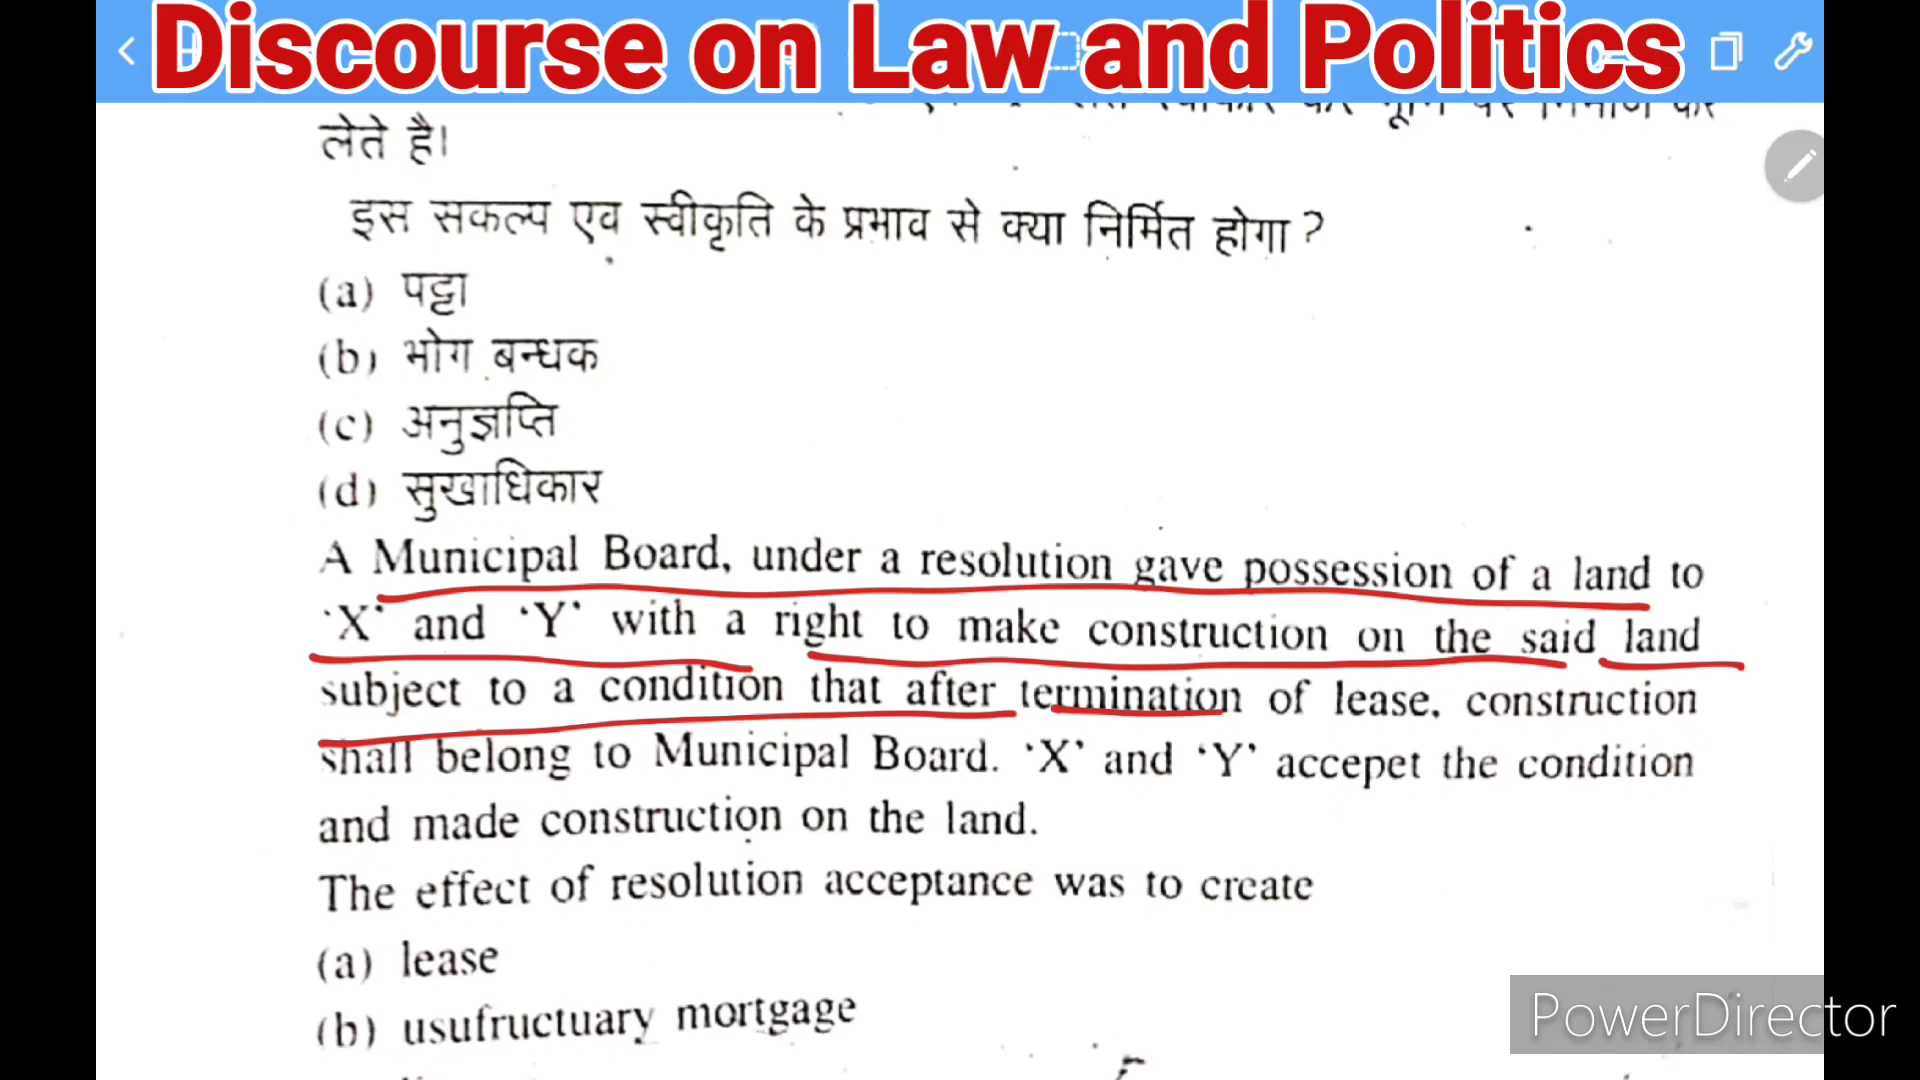 Discourse on Law and Politics
लेते है।
इस सकल्प एव स्वीकृति के प्रभाव से क्या निर्मित होगा ?
(a) पट्टा
(b) भोग बन्धक
(c) अनुज्ञप्ति
(d) सुखाधिकार
A Municipal Board, under a resolution gave possession of a land to
'X' and 'Y' with a right to make construction on the said land
subject to a condition that after termination of lease, construction
shall belong to Municipal Board. 'X' and 'Y' accepet the condition
and made construction on the land.
The effect of resolution acceptance was to create
(a) lease
(b) usufructuary mortgage
PowerDirector